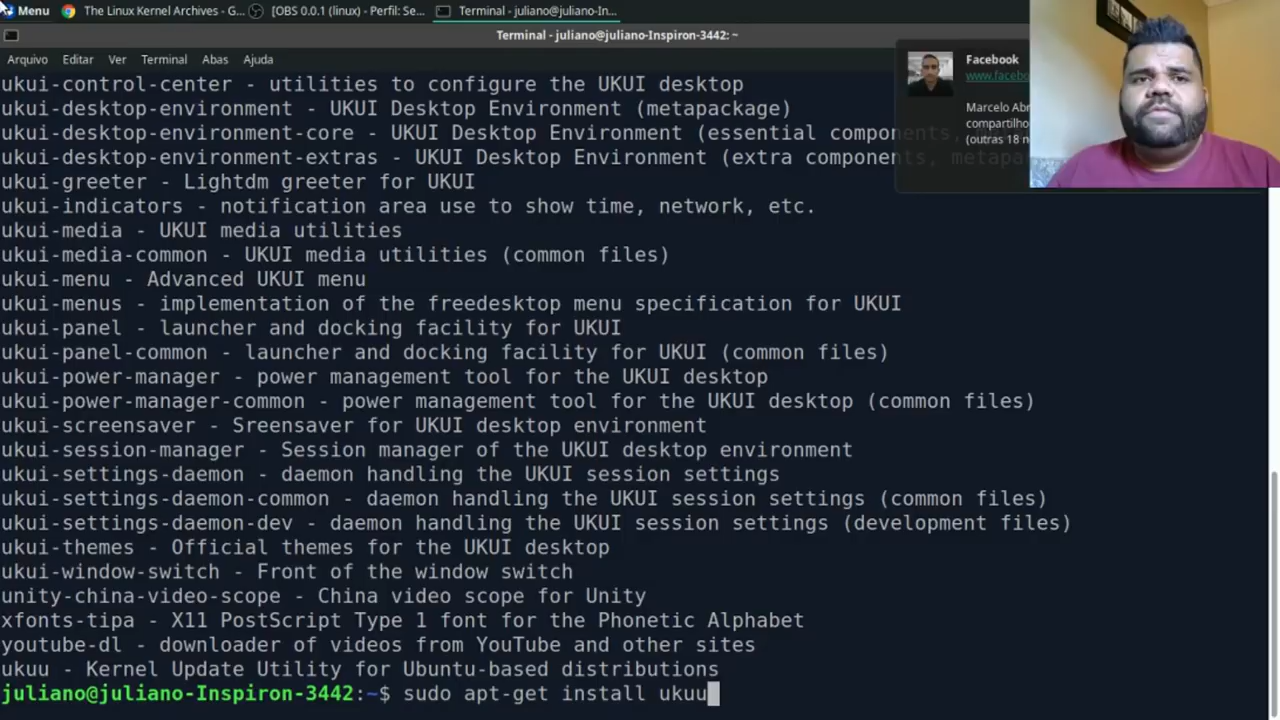 Menu
The Linux Kernel Archives - G...
[OBS 0.0.1 (linux) - Perfil: Se...
Terminal - juliano@juliano-In...
Terminal - juliano@juliano-Inspiron-3442: ~
Arquivo Editar Ver Terminal Abas Ajuda
Facebook
www.facebo
Marcelo Abr
compartilho
(outras 18 n
ukui-control-center - utilities to configure the UKUI desktop
ukui-desktop-environment - UKUI Desktop Environment (metapackage)
ukui-desktop-environment-core - UKUI Desktop Environment (essential components,
ukui-desktop-environment-extras - UKUI Desktop Environment (extra components, metapa
ukui-greeter - Lightdm greeter for UKUI
ukui-indicators - notification area use to show time, network, etc.
ukui-media - UKUI media utilities
ukui-media-common - UKUI media utilities (common files)
ukui-menu - Advanced UKUI menu
ukui-menus - implementation of the freedesktop menu specification for UKUI
ukui-panel - launcher and docking facility for UKUI
ukui-panel-common - launcher and docking facility for UKUI (common files)
ukui-power-manager - power management tool for the UKUI desktop
ukui-power-manager-common - power management tool for the UKUI desktop (common files)
ukui-screensaver - Sreensaver for UKUI desktop environment
ukui-session-manager - Session manager of the UKUI desktop environment
ukui-settings-daemon - daemon handling the UKUI session settings
ukui-settings-daemon-common - daemon handling the UKUI session settings (common files)
ukui-settings-daemon-dev - daemon handling the UKUI session settings (development files)
ukui-themes - Official themes for the UKUI desktop
ukui-window-switch - Front of the window switch
unity-china-video-scope - China video scope for Unity
xfonts-tipa - X11 PostScript Type 1 font for the Phonetic Alphabet
youtube-dl - downloader of videos from YouTube and other sites
ukuu - Kernel Update Utility for Ubuntu-based distributions
juliano@juliano-Inspiron-3442:~$ sudo apt-get install ukuu